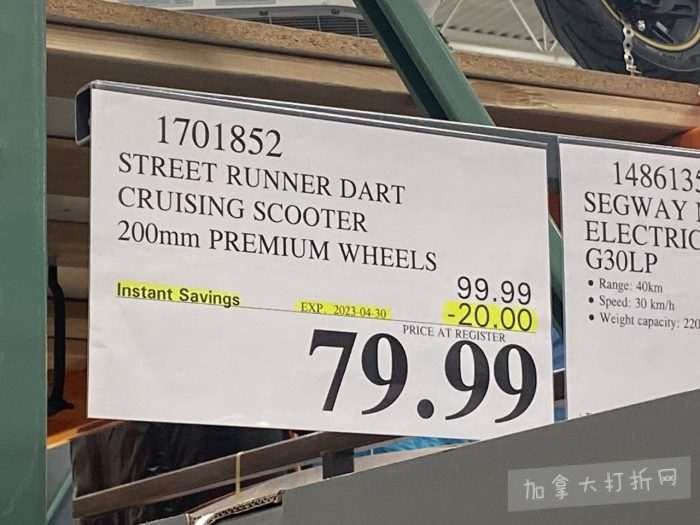 1701852
STREET RUNNER DART
CRUISING SCOOTER
200mm PREMIUM WHEELS
99.99
Instant Savings EXP. 2023-04-30 -20.00
PRICE AT REGISTER
79.99
1486135
SEGWAY
ELECTRIC
G30LP
• Range: 40km
• Speed: 30 km/h
• Weight capacity: 220
加拿大打折网